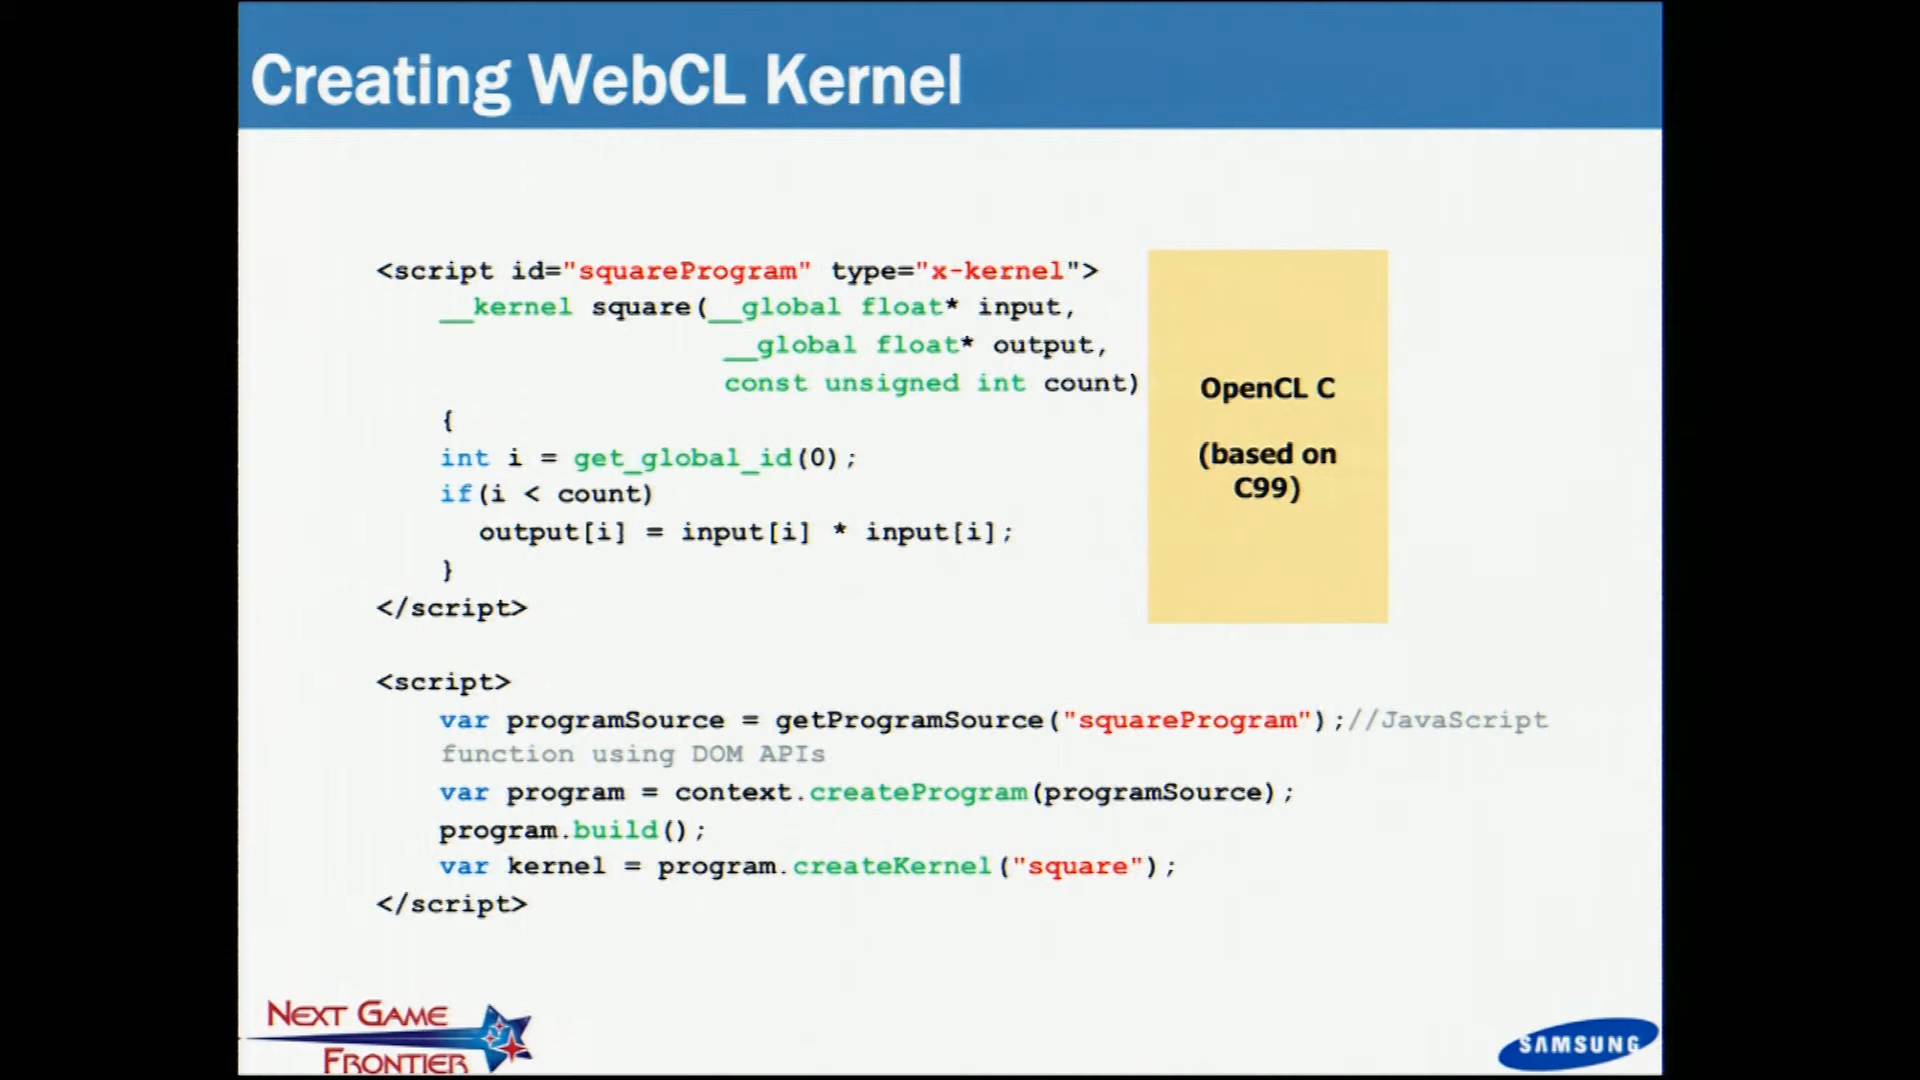 Creating WebCL Kernel
<script id="squareProgram" type="x-kernel">
__kernel square(__global float* input,
__global float* output,
const unsigned int count)
{
int i = get_global_id(0);
if(i < count)
output[i] = input[i] * input[i];
}
</script>
OpenCL C
(based on
C99)
<script>
var programSource = getProgramSource("squareProgram");//JavaScript
function using DOM APIs
var program = context.createProgram(programSource);
program.build();
var kernel = program.createKernel("square");
</script>
NEXT GAME
FRONTIER
SAMSUNG